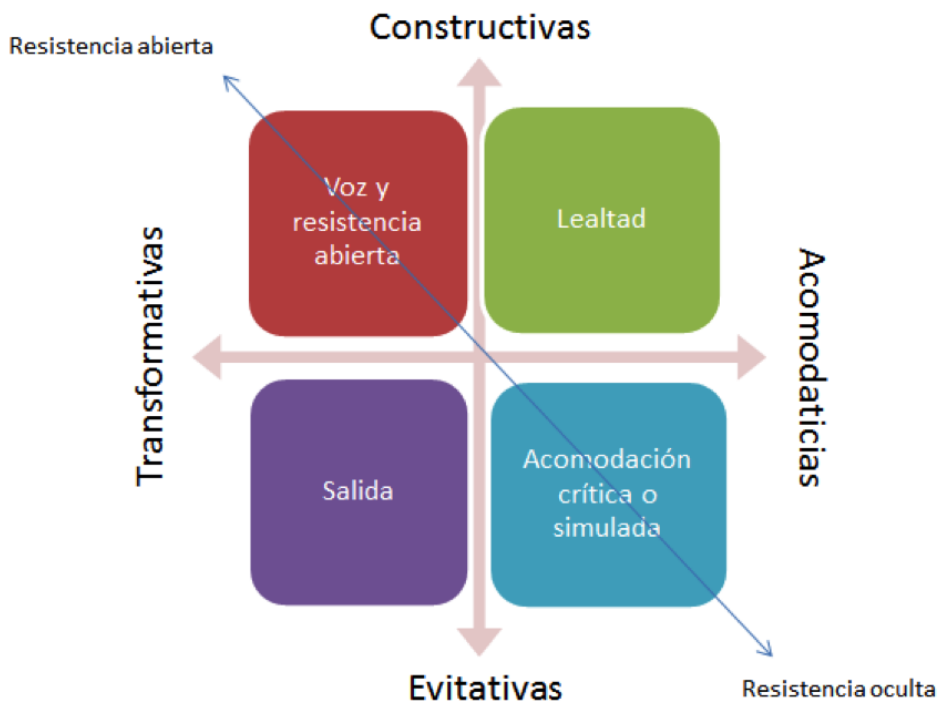 Constructivas
Resistencia abierta
Voz y
resistencia
abierta
Lealtad
Transformativas
Acomodaticias
Salida
Acomodación
crítica o
simulada
Evitativas
Resistencia oculta